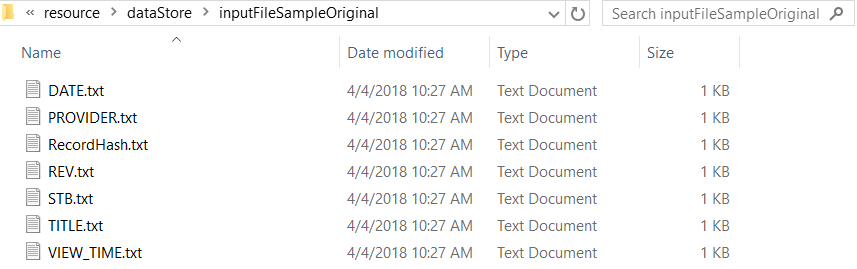 « resource > dataStore > inputFileSampleOriginal Search inputFileSampleOriginal
Name Date modified Type Size
DATE.txt 4/4/2018 10:27 AM Text Document 1 KB
PROVIDER.txt 4/4/2018 10:27 AM Text Document 1 KB
RecordHash.txt 4/4/2018 10:27 AM Text Document 1 KB
REV.txt 4/4/2018 10:27 AM Text Document 1 KB
STB.txt 4/4/2018 10:27 AM Text Document 1 KB
TITLE.txt 4/4/2018 10:27 AM Text Document 1 KB
VIEW_TIME.txt 4/4/2018 10:27 AM Text Document 1 KB